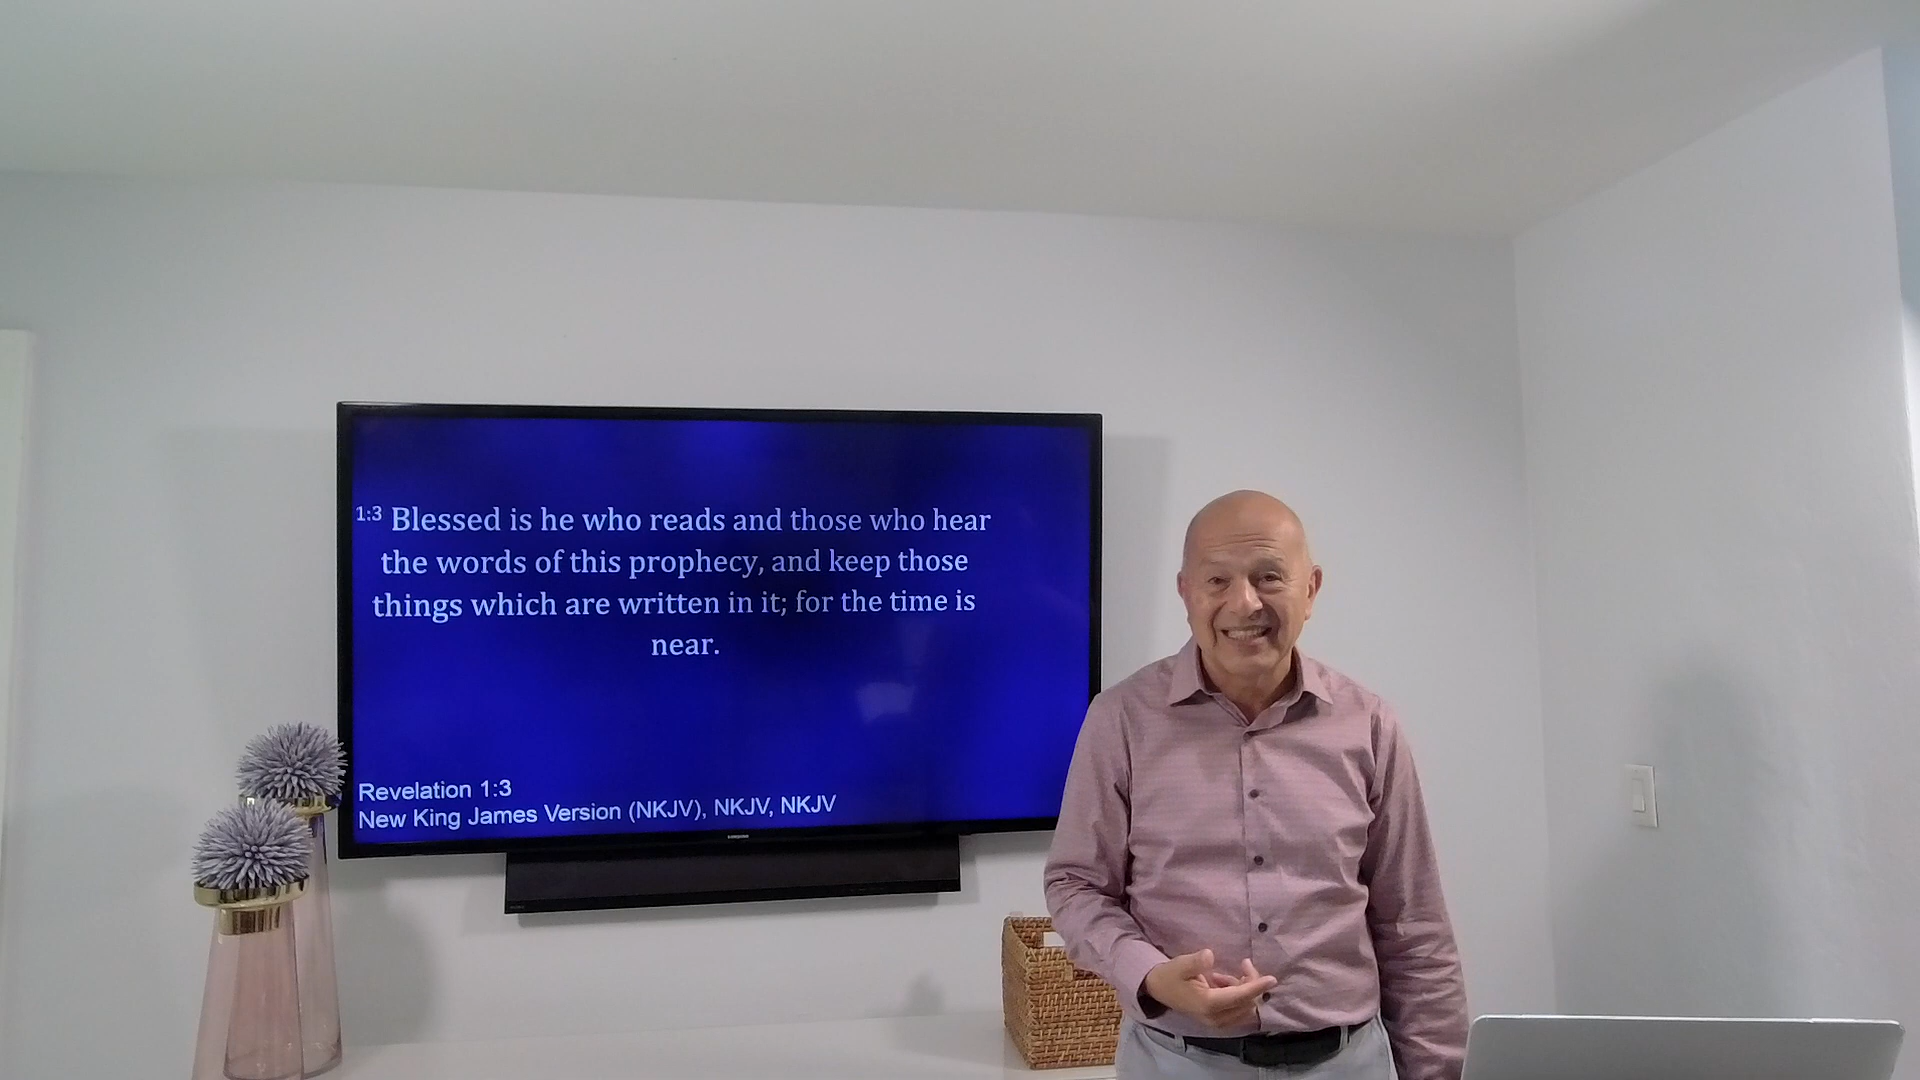 1:3 Blessed is he who reads and those who hear
the words of this prophecy, and keep those
things which are written in it; for the time is
near.
Revelation 1:3
New King James Version (NKJV), NKJV, NKJV
SAMSUNG